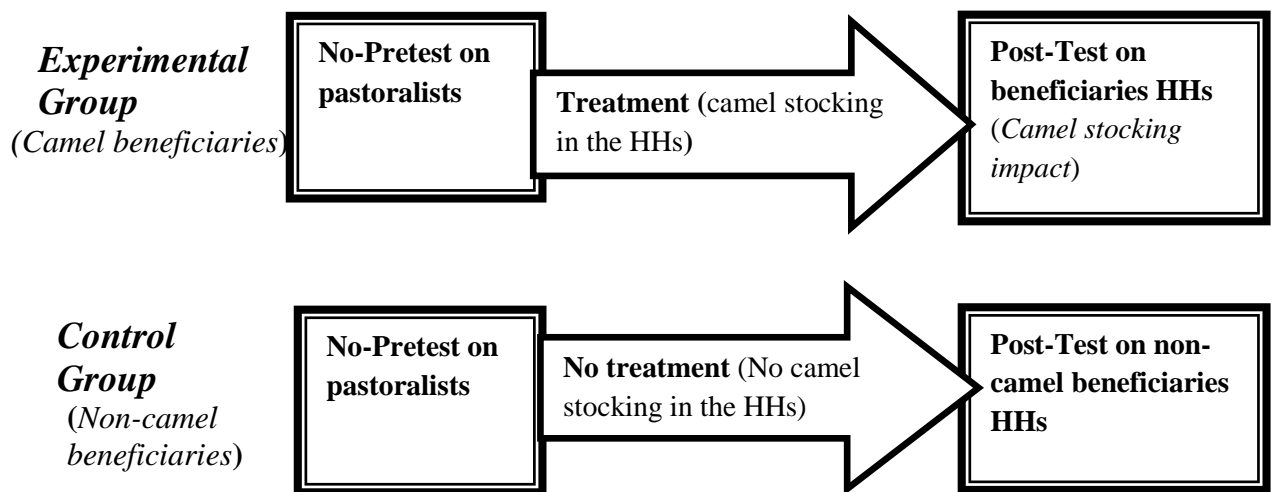 Experimental
Group
(Camel beneficiaries)
No-Pretest on
pastoralists
Treatment (camel stocking
in the HHs)
Post-Test on
beneficiaries HHs
(Camel stocking
impact)
Control
Group
(Non-camel
beneficiaries)
No-Pretest on
pastoralists
No treatment (No camel
stocking in the HHs)
Post-Test on non-
camel beneficiaries
HHs